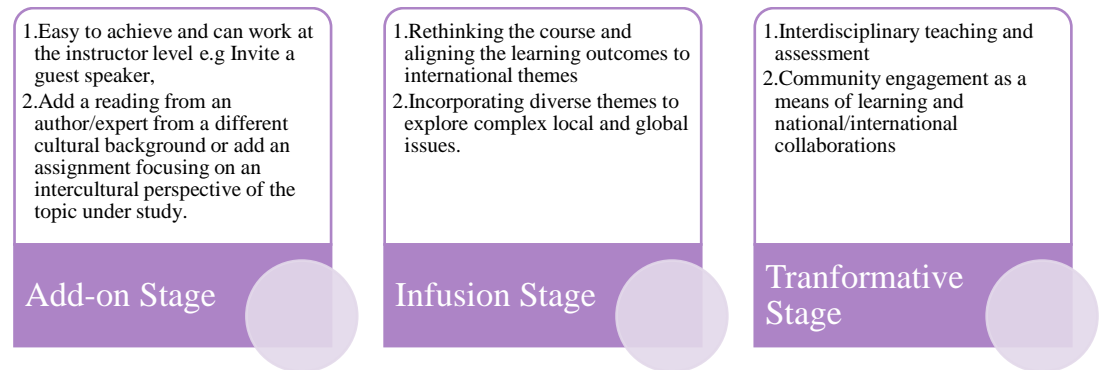 1.Easy to achieve and can work at
the instructor level e.g Invite a
guest speaker,
2.Add a reading from an
author/expert from a different
cultural background or add an
assignment focusing on an
intercultural perspective of the
topic under study.
Add-on Stage
1.Rethinking the course and
aligning the learning outcomes to
international themes
2.Incorporating diverse themes to
explore complex local and global
issues.
Infusion Stage
1.Interdisciplinary teaching and
assessment
2.Community engagement as a
means of learning and
national/international
collaborations
Tranformative
Stage